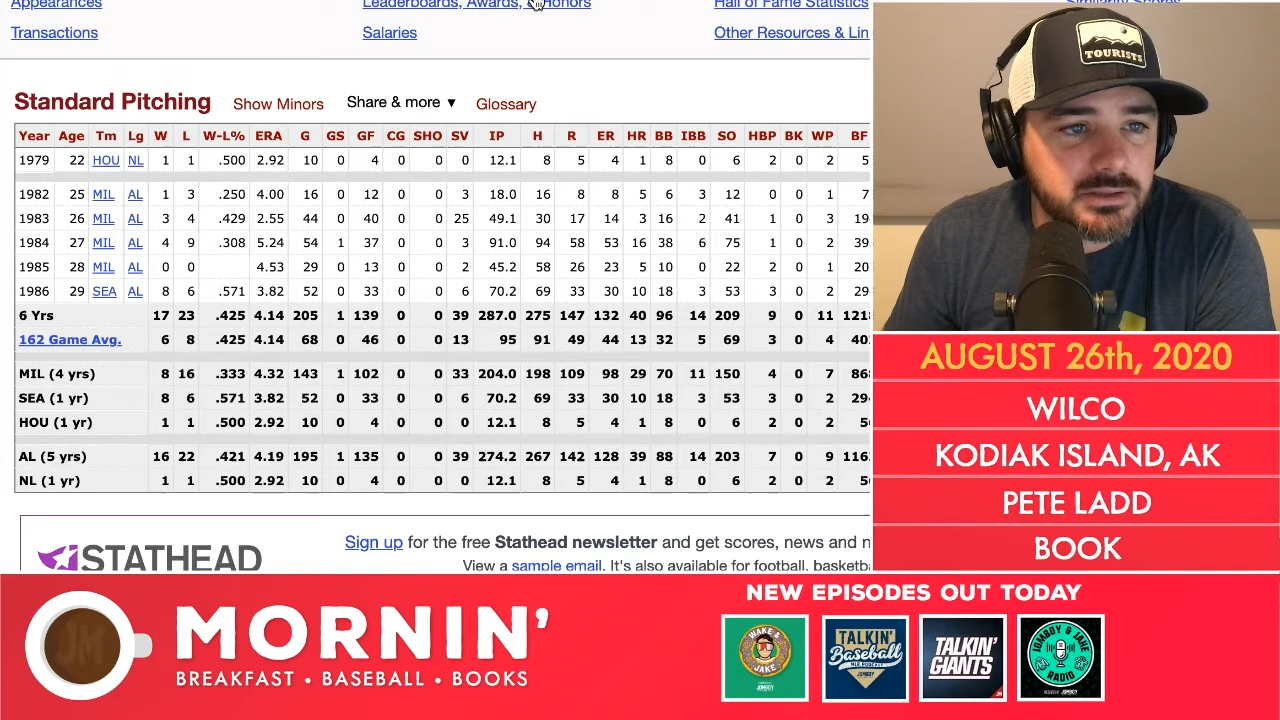 Appearances Leaderboards, Awards, & Honors Hall of Fame Statistics Similarity Scores
Transactions Salaries Other Resources & Lin
Standard Pitching Show Minors Share & more ▼ Glossary
Year Age Tm Lg W L W-L% ERA G GS GF CG SHO SV IP H R ER HR BB IBB SO HBP BK WP BF
1979 22 HOU NL 1 1 .500 2.92 10 0 4 0 0 0 12.1 8 5 4 1 8 0 6 2 0 2 5
1982 25 MIL AL 1 3 .250 4.00 16 0 12 0 0 3 18.0 16 8 8 5 6 3 12 0 0 1 7
1983 26 MIL AL 3 4 .429 2.55 44 0 40 0 0 25 49.1 30 17 14 3 16 2 41 1 0 3 19
1984 27 MIL AL 4 9 .308 5.24 54 1 37 0 0 3 91.0 94 58 53 16 38 6 75 1 0 2 39
1985 28 MIL AL 0 0 4.53 29 0 13 0 0 2 45.2 58 26 23 5 10 0 22 2 0 1 20
1986 29 SEA AL 8 6 .571 3.82 52 0 33 0 0 6 70.2 69 33 30 10 18 3 53 3 0 2 29
6 Yrs 17 23 .425 4.14 205 1 139 0 0 39 287.0 275 147 132 40 96 14 209 9 0 11 121
162 Game Avg. 6 8 .425 4.14 68 0 46 0 0 13 95 91 49 44 13 32 5 69 3 0 4 40
MIL (4 yrs) 8 16 .333 4.32 143 1 102 0 0 33 204.0 198 109 98 29 70 11 150 4 0 7 86
SEA (1 yr) 8 6 .571 3.82 52 0 33 0 0 6 70.2 69 33 30 10 18 3 53 3 0 2 29
HOU (1 yr) 1 1 .500 2.92 10 0 4 0 0 0 12.1 8 5 4 1 8 0 6 2 0 2 5
AL (5 yrs) 16 22 .421 4.19 195 1 135 0 0 39 274.2 267 142 128 39 88 14 203 7 0 9 116
NL (1 yr) 1 1 .500 2.92 10 0 4 0 0 0 12.1 8 5 4 1 8 0 6 2 0 2 5
STATHEAD
Sign up for the free Stathead newsletter and get scores, news and n
View a sample email. It's also available for football, basketba
TOURISTS
AUGUST 26th, 2020
WILCO
KODIAK ISLAND, AK
PETE LADD
BOOK
JK
MORNIN'
BREAKFAST • BASEBALL • BOOKS
NEW EPISODES OUT TODAY
WAKE & JAKE
TALKIN' Baseball
TALKIN' GIANTS
JOMBOY & JAKE RADIO